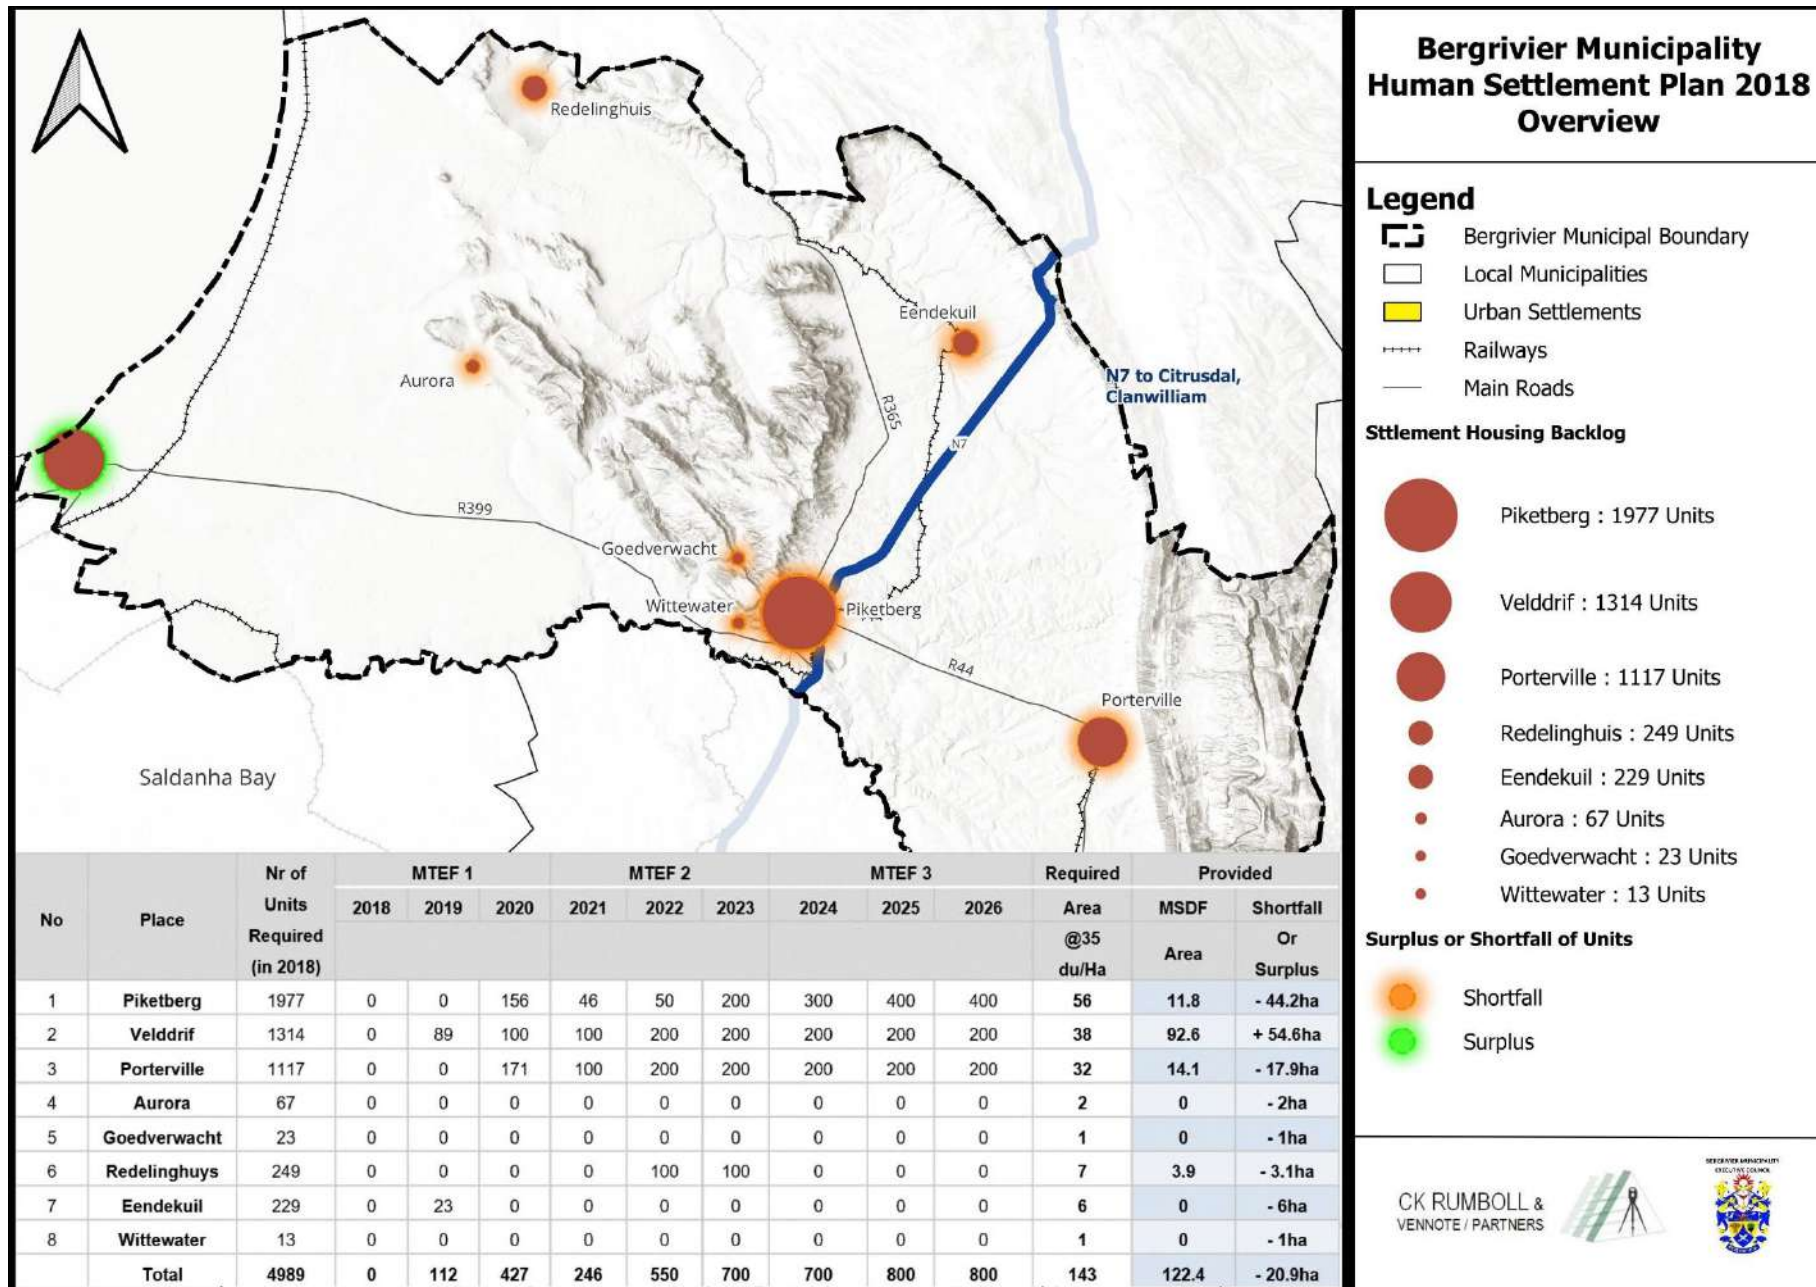 Redelinghuis
Eendekuil
Aurora
N7 to Citrusdal,
Clanwilliam
R365
N7
R399
Goedverwacht
Wittewater
Piketberg
R44
Porterville
Saldanha Bay
Bergrivier Municipality
Human Settlement Plan 2018
Overview
Legend
Bergrivier Municipal Boundary
Local Municipalities
Urban Settlements
Railways
Main Roads
Sttlement Housing Backlog
Piketberg : 1977 Units
Velddrif : 1314 Units
Porterville : 1117 Units
Redelinghuis : 249 Units
Eendekuil : 229 Units
Aurora : 67 Units
Goedverwacht : 23 Units
Wittewater : 13 Units
Surplus or Shortfall of Units
Shortfall
Surplus
CK RUMBOLL &
VENNOTE / PARTNERS
BERGRIVIER MUNICIPALITY
EXECUTIVE COUNCIL
No Place Nr of Units Required (in 2018) MTEF 1 MTEF 2 MTEF 3 Required Provided
2018 2019 2020 2021 2022 2023 2024 2025 2026 Area @35 du/Ha MSDF Area Shortfall Or Surplus
1 Piketberg 1977 0 0 156 46 50 200 300 400 400 56 11.8 - 44.2ha
2 Velddrif 1314 0 89 100 100 200 200 200 200 200 38 92.6 + 54.6ha
3 Porterville 1117 0 0 171 100 200 200 200 200 200 32 14.1 - 17.9ha
4 Aurora 67 0 0 0 0 0 0 0 0 0 2 0 - 2ha
5 Goedverwacht 23 0 0 0 0 0 0 0 0 0 1 0 - 1ha
6 Redelinghuys 249 0 0 0 0 100 100 0 0 0 7 3.9 - 3.1ha
7 Eendekuil 229 0 23 0 0 0 0 0 0 0 6 0 - 6ha
8 Wittewater 13 0 0 0 0 0 0 0 0 0 1 0 - 1ha
Total 4989 0 112 427 246 550 700 700 800 800 143 122.4 - 20.9ha